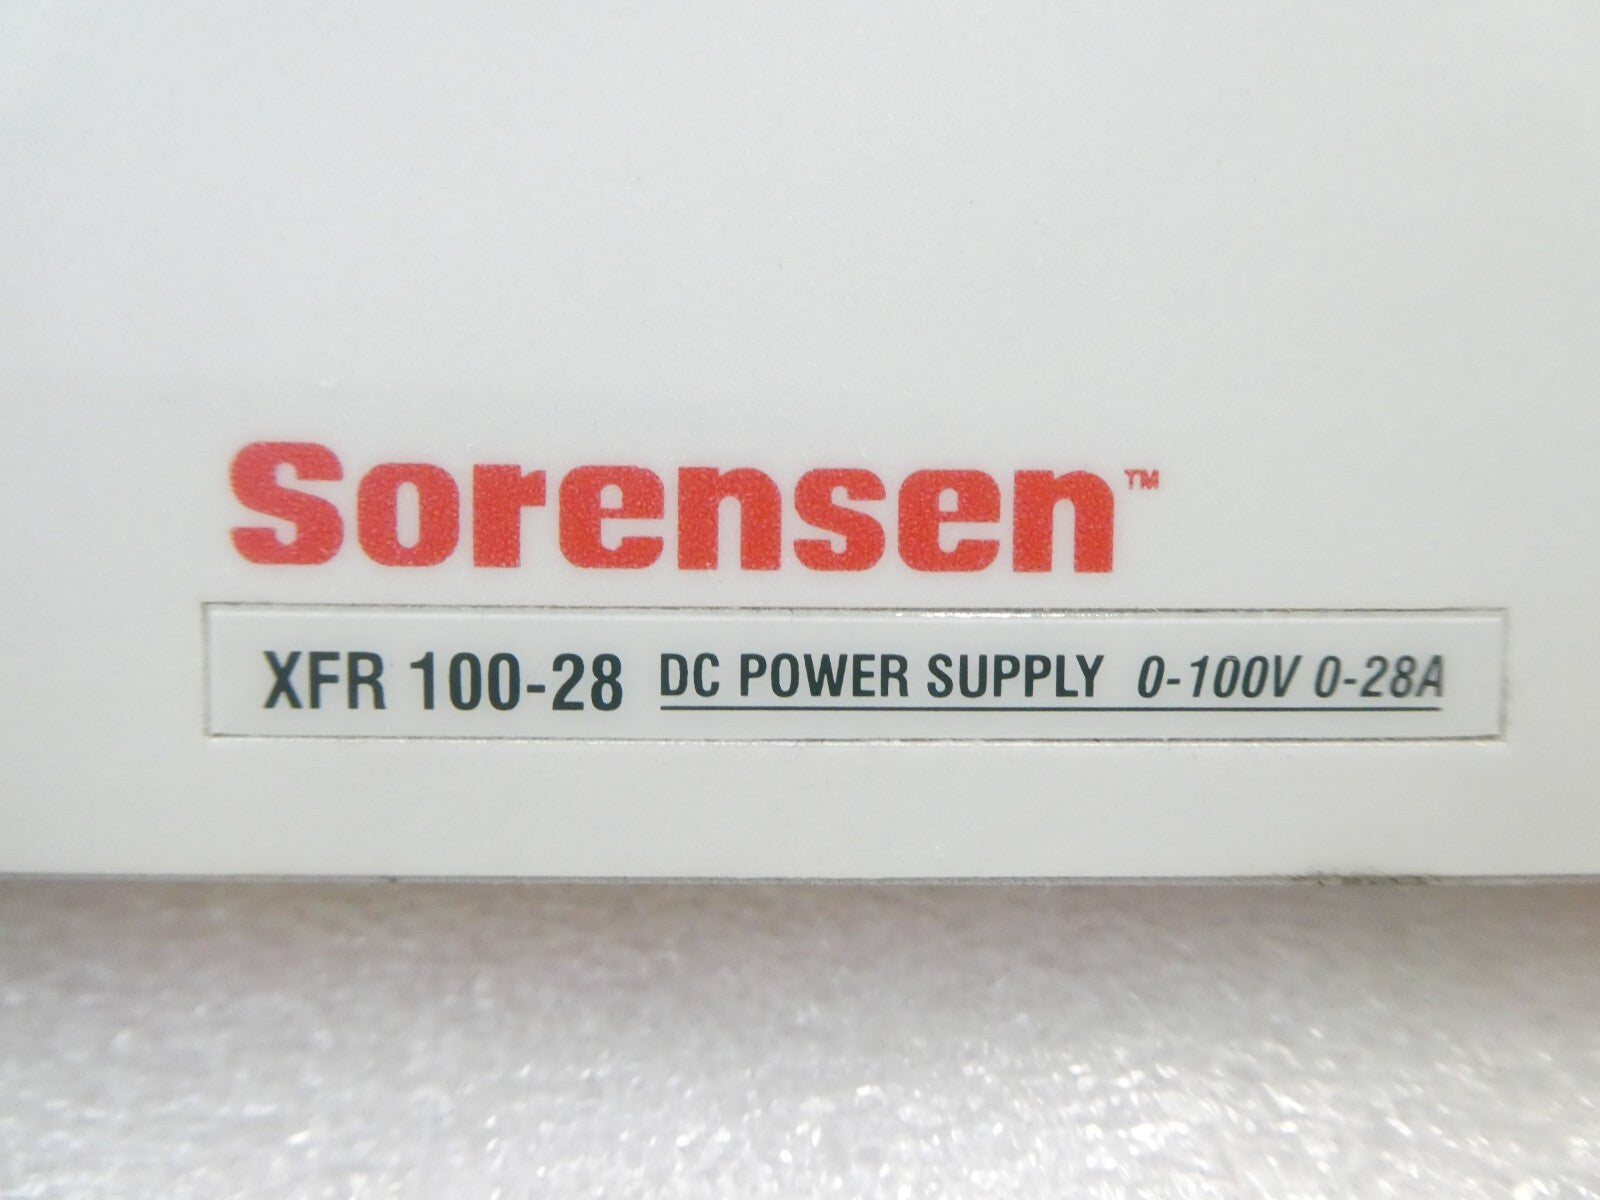 Sorensen™
XFR 100-28 DC POWER SUPPLY 0-100V 0-28A